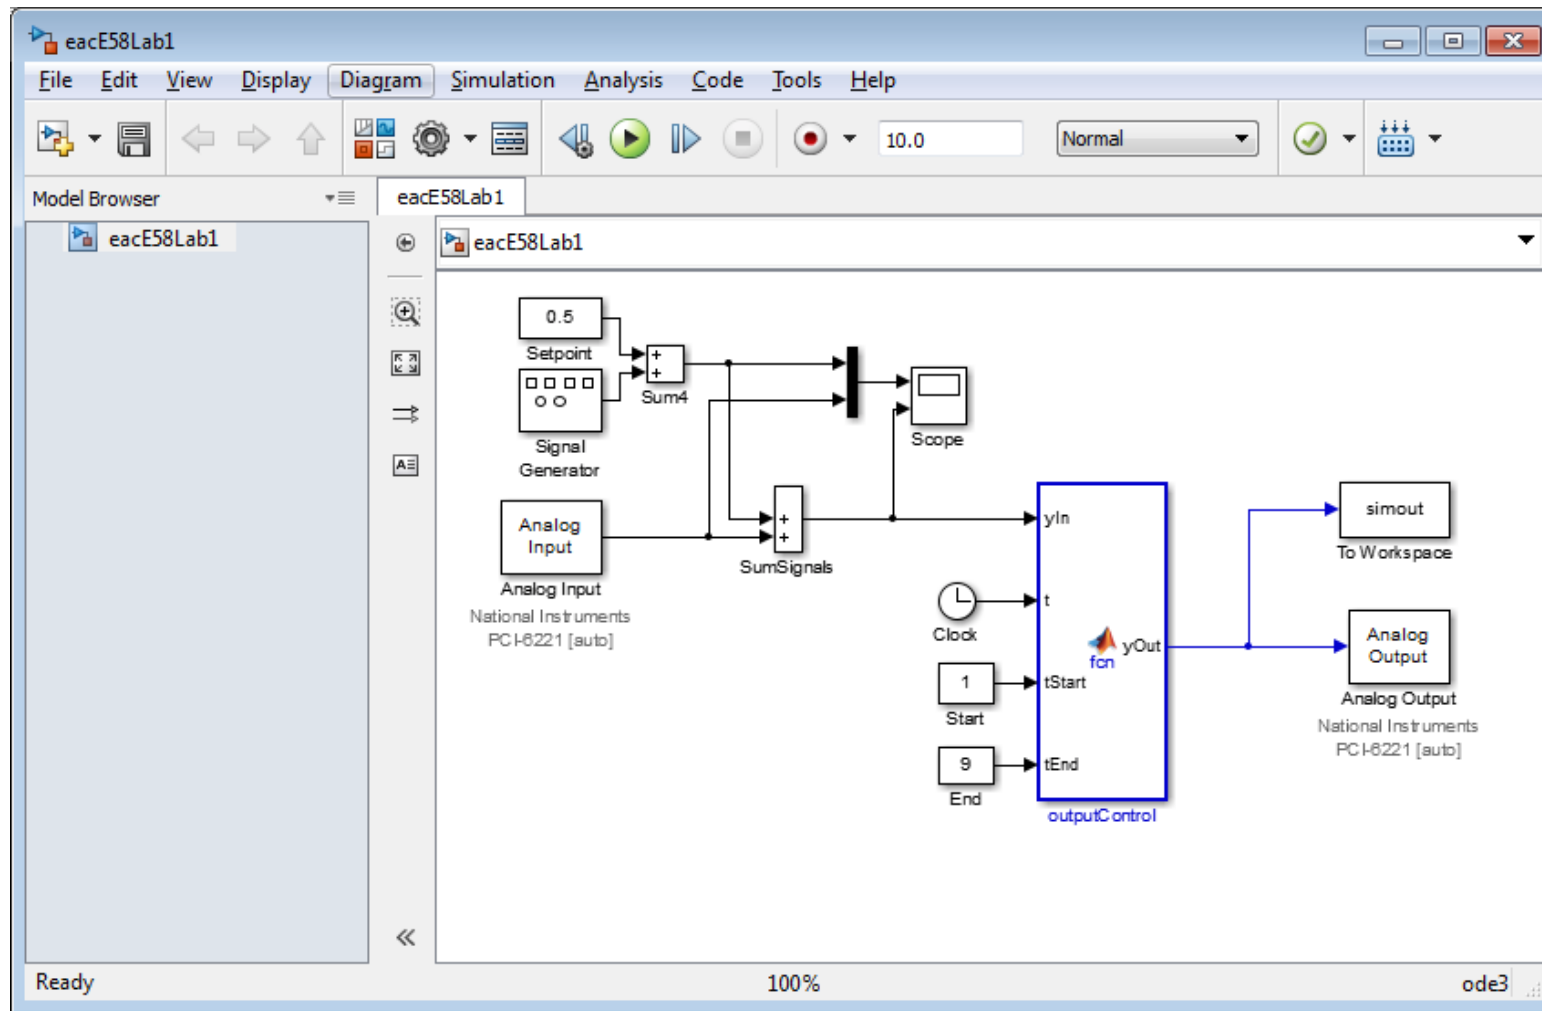 eacE58Lab1
File Edit View Display Diagram Simulation Analysis Code Tools Help
10.0
Normal
Model Browser
eacE58Lab1
eacE58Lab1
eacE58Lab1
0.5
Setpoint
+
+
Sum4
Signal
Generator
Scope
Analog
Input
Analog Input
National Instruments
PCI-6221 [auto]
+
+
SumSignals
yIn
t
tStart
tEnd
fcn
yOut
outputControl
Clock
1
Start
9
End
simout
To Workspace
Analog
Output
Analog Output
National Instruments
PCI-6221 [auto]
Ready
100%
ode3